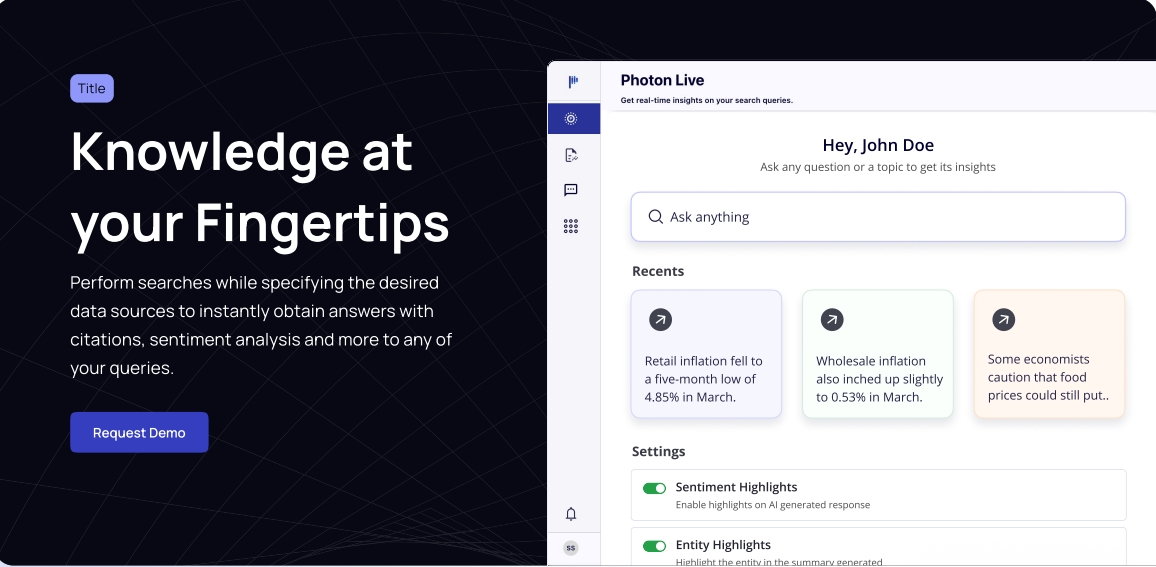 Title
Knowledge at
your Fingertips
Perform searches while specifying the desired
data sources to instantly obtain answers with
citations, sentiment analysis and more to any of
your queries.
Request Demo
Photon Live
Get real-time insights on your search queries.
Hey, John Doe
Ask any question or a topic to get its insights
Ask anything
Recents
Retail inflation fell to
a five-month low of
4.85% in March.
Wholesale inflation
also inched up slightly
to 0.53% in March.
Some economists
caution that food
prices could still put..
Settings
Sentiment Highlights
Enable highlights on AI generated response
Entity Highlights
Highlight the entity in the summary generated
SS